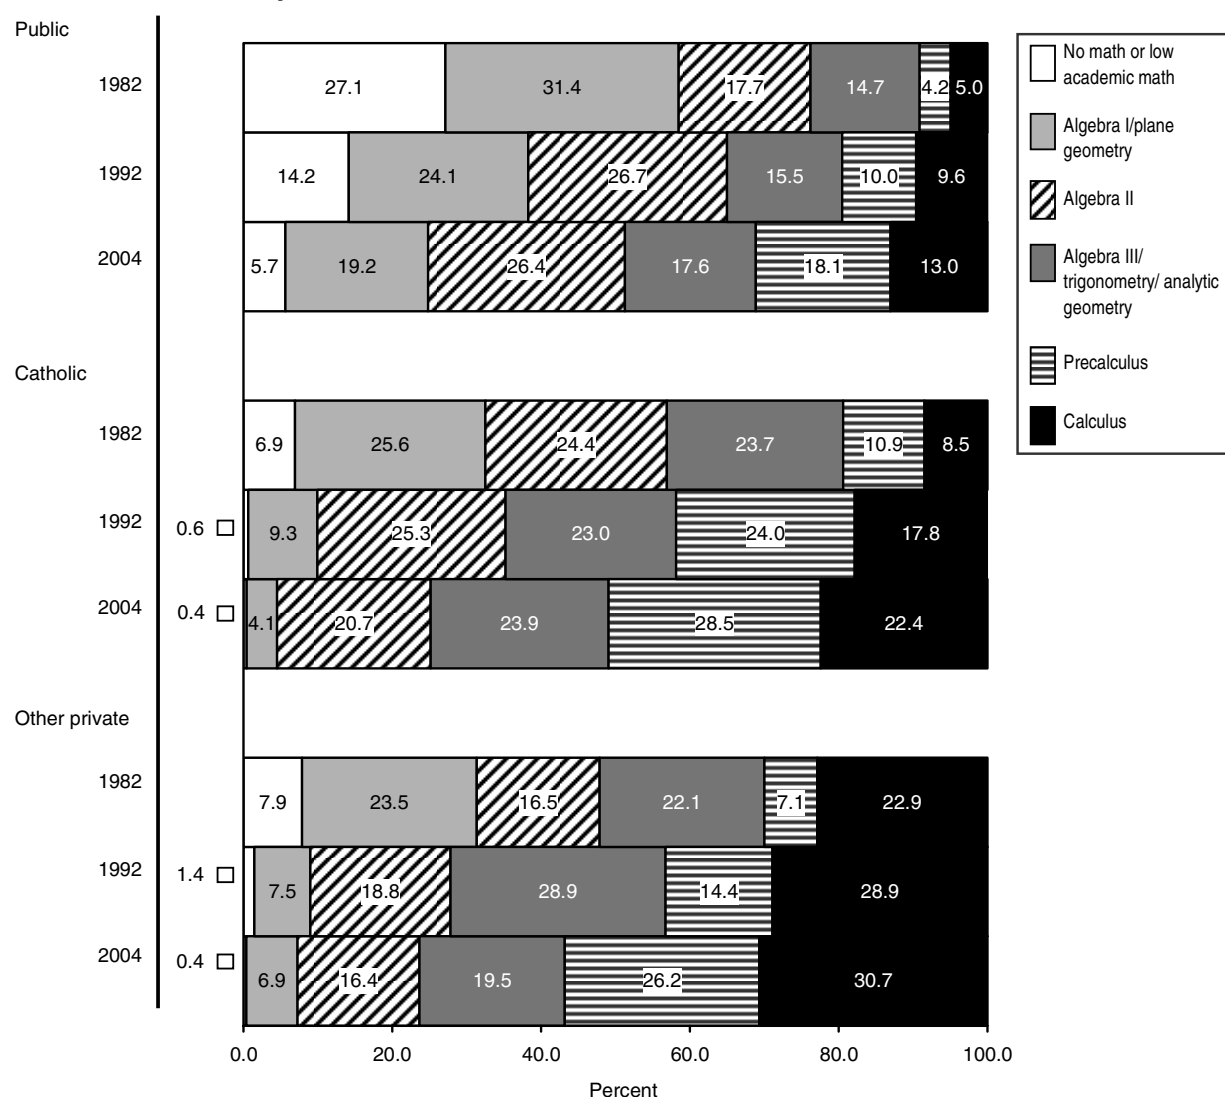 Public
1982
27.1 31.4 17.7 14.7 4.2 5.0
1992
14.2 24.1 26.7 15.5 10.0 9.6
2004
5.7 19.2 26.4 17.6 18.1 13.0
Catholic
1982
6.9 25.6 24.4 23.7 10.9 8.5
1992
0.6 9.3 25.3 23.0 24.0 17.8
2004
0.4 4.1 20.7 23.9 28.5 22.4
Other private
1982
7.9 23.5 16.5 22.1 7.1 22.9
1992
1.4 7.5 18.8 28.9 14.4 28.9
2004
0.4 6.9 16.4 19.5 26.2 30.7
0.0 20.0 40.0 60.0 80.0 100.0
Percent
No math or low
academic math
Algebra I/plane
geometry
Algebra II
Algebra III/
trigonometry/ analytic
geometry
Precalculus
Calculus